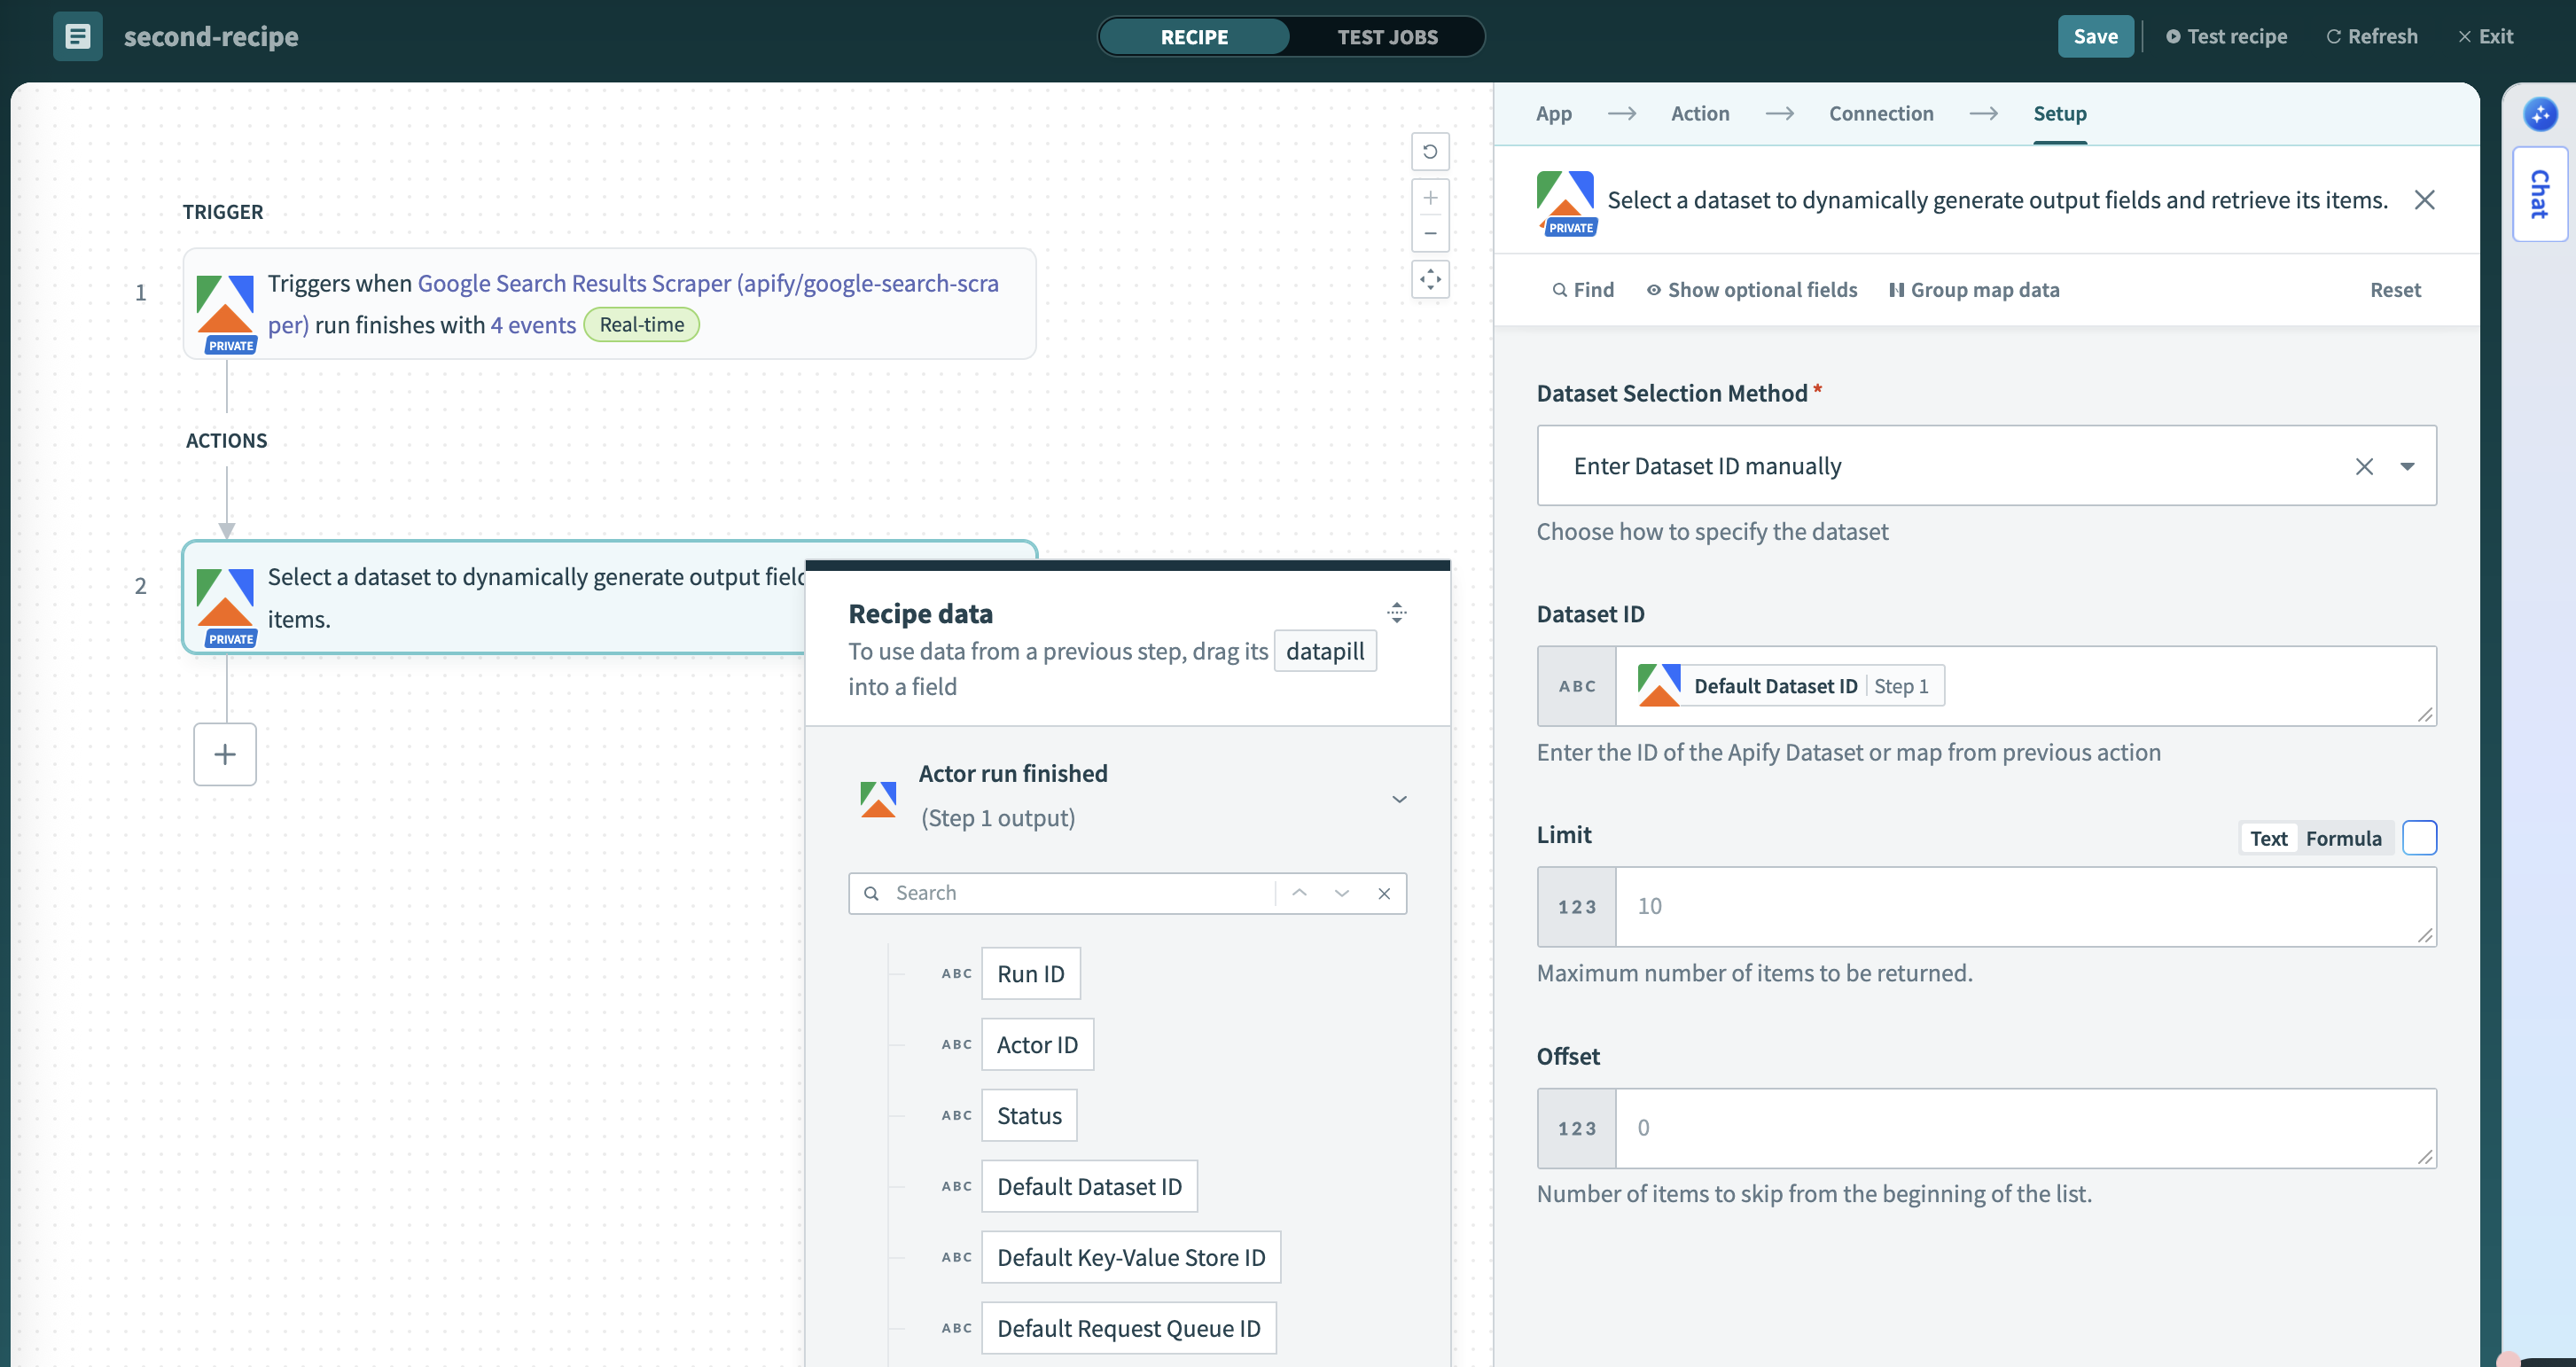 second-recipe
RECIPE
TEST JOBS
Save
Test recipe
Refresh
Exit
TRIGGER
1
Triggers when Google Search Results Scraper (apify/google-search-scra
per) run finishes with 4 events Real-time
PRIVATE
ACTIONS
2
Select a dataset to dynamically generate output field
items.
PRIVATE
Recipe data
To use data from a previous step, drag its datapill
into a field
Actor run finished
(Step 1 output)
Search
ABC Run ID
ABC Actor ID
ABC Status
ABC Default Dataset ID
ABC Default Key-Value Store ID
ABC Default Request Queue ID
App
Action
Connection
Setup
Select a dataset to dynamically generate output fields and retrieve its items.
PRIVATE
Find
Show optional fields
Group map data
Reset
Dataset Selection Method *
Enter Dataset ID manually
Choose how to specify the dataset
Dataset ID
ABC Default Dataset ID Step 1
Enter the ID of the Apify Dataset or map from previous action
Limit
Text Formula
123 10
Maximum number of items to be returned.
Offset
123 0
Number of items to skip from the beginning of the list.
Chat